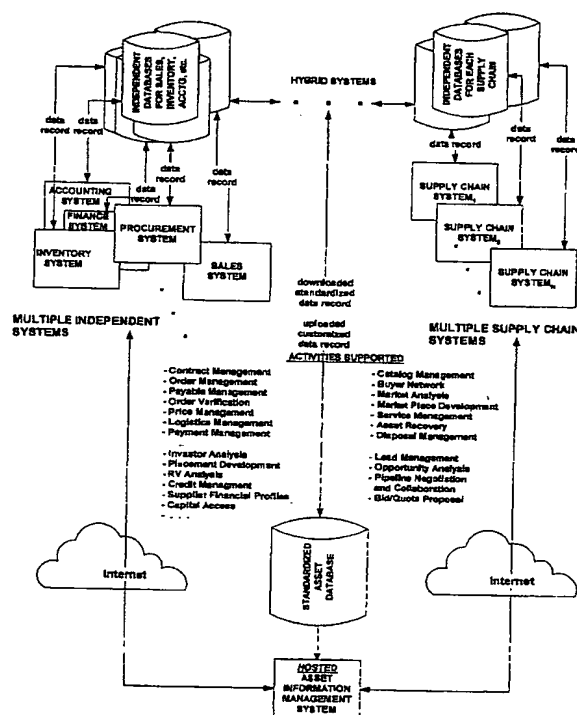 INDEPENDENT
DATABASES
FOR SALES,
INVENTORY,
ACCTG, etc.
HYBRID SYSTEMS
INDEPENDENT
DATABASES
FOR EACH
SUPPLY
CHAIN
data
record
data
record
data
record
data
record
data
record
data record
data
record
data
record
ACCOUNTING
SYSTEM
FINANCE
SYSTEM
PROCUREMENT
SYSTEM
INVENTORY
SYSTEM
SALES
SYSTEM
SUPPLY CHAIN
SYSTEM₁
SUPPLY CHAIN
SYSTEM₂
SUPPLY CHAIN
SYSTEMₙ
downloaded
standardized
data record
uploaded
customized
data record
MULTIPLE INDEPENDENT
SYSTEMS
MULTIPLE SUPPLY CHAIN
SYSTEMS
ACTIVITIES SUPPORTED
- Contract Management
- Order Management
- Payable Management
- Order Varification
- Price Management
- Logistics Management
- Payment Management
- Investor Analysis
- Placement Development
- RV Analysis
- Credit Managment
- Supplier Financial Profiles
- Capital Access
. . . .
- Catalog Management
- Buyer Network
- Market Analysis
- Market Place Development
- Service Management
- Asset Recovery
- Disposal Management
- Lead Management
- Opportunity Analysis
- Pipeline Negotiation
and Collaboration
- Bid/Quote Proposal
Internet
STANDARDIZED
ASSET
DATABASE
Internet
HOSTED
ASSET
INFORMATION
MANAGEMENT
SYSTEM